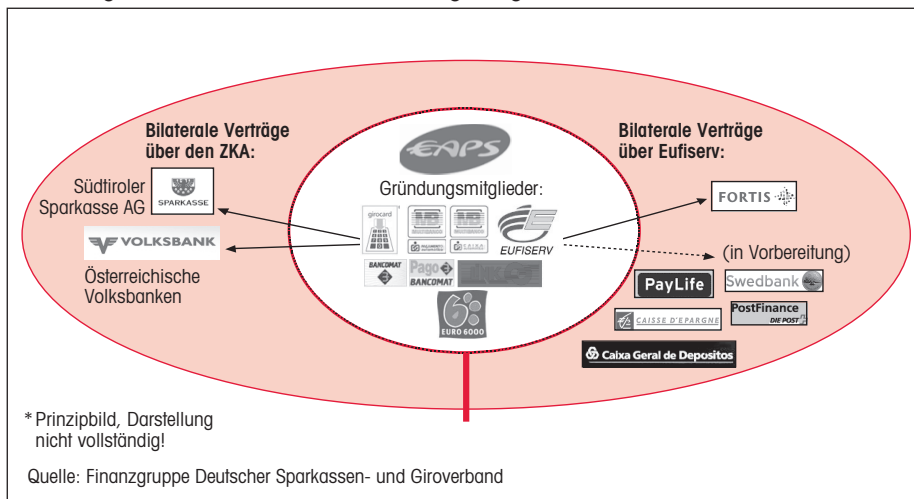 Bilaterale Verträge
über den ZKA:
Südtiroler
Sparkasse AG
SPARKASSE
VOLKSBANK
Österreichische
Volksbanken
EAPS
Gründungsmitglieder:
girocard
MB
MB
EUFISERV
BANCOMAT
Pago
BANCOMAT
EURO 6000
Bilaterale Verträge
über Eufiserv:
FORTIS
(in Vorbereitung)
PayLife
Swedbank
CAISSE D'EPARGNE
PostFinance
DIE POST
Caixa Geral de Depositos
* Prinzipbild, Darstellung
nicht vollständig!
Quelle: Finanzgruppe Deutscher Sparkassen- und Giroverband